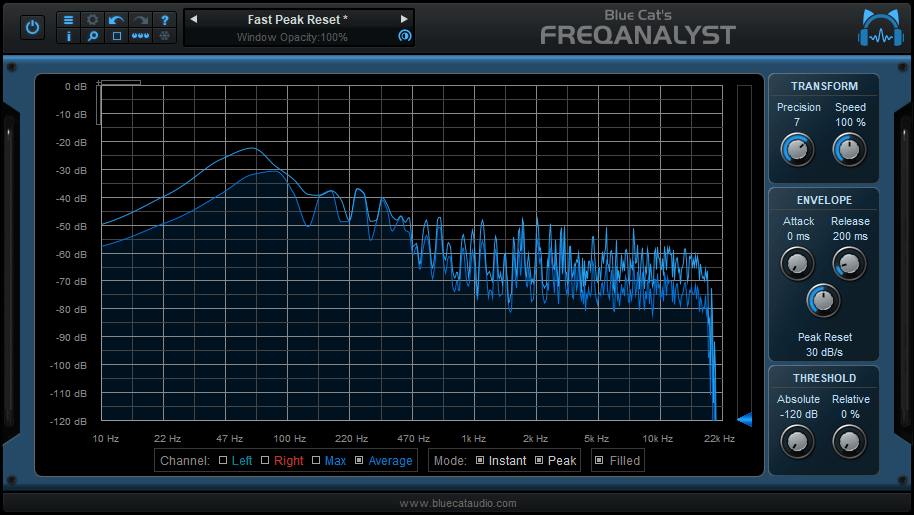 Fast Peak Reset *
Window Opacity:100%
Blue Cat's
FREQANALYST
?
i
0 dB
-10 dB
-20 dB
-30 dB
-40 dB
-50 dB
-60 dB
-70 dB
-80 dB
-90 dB
-100 dB
-110 dB
-120 dB
10 Hz 22 Hz 47 Hz 100 Hz 220 Hz 470 Hz 1k Hz 2k Hz 5k Hz 10k Hz 22k Hz
Channel: Left Right Max Average Mode: Instant Peak Filled
TRANSFORM
Precision Speed
7 100 %
ENVELOPE
Attack Release
0 ms 200 ms
Peak Reset
30 dB/s
THRESHOLD
Absolute Relative
-120 dB 0 %
www.bluecataudio.com